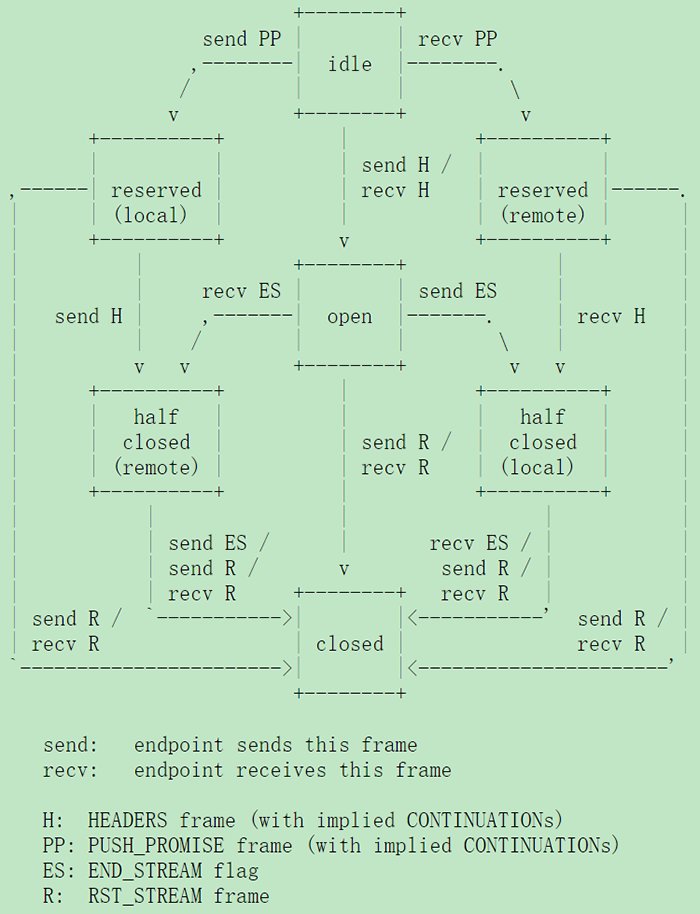 send PP recv PP
idle
send H /
reserved reserved
recv H
(local) (remote)
recv ES send ES
send H open recv H
half half
closed send R / closed
(remote) recv R (local)
send ES / recv ES /
send R / send R /
recv R recv R
send R / send R /
recv R closed recv R
send: endpoint sends this frame
recv: endpoint receives this frame
H: HEADERS frame (with implied CONTINUATIONs)
PP: PUSH_PROMISE frame (with implied CONTINUATIONs)
ES: END_STREAM flag
R: RST_STREAM frame